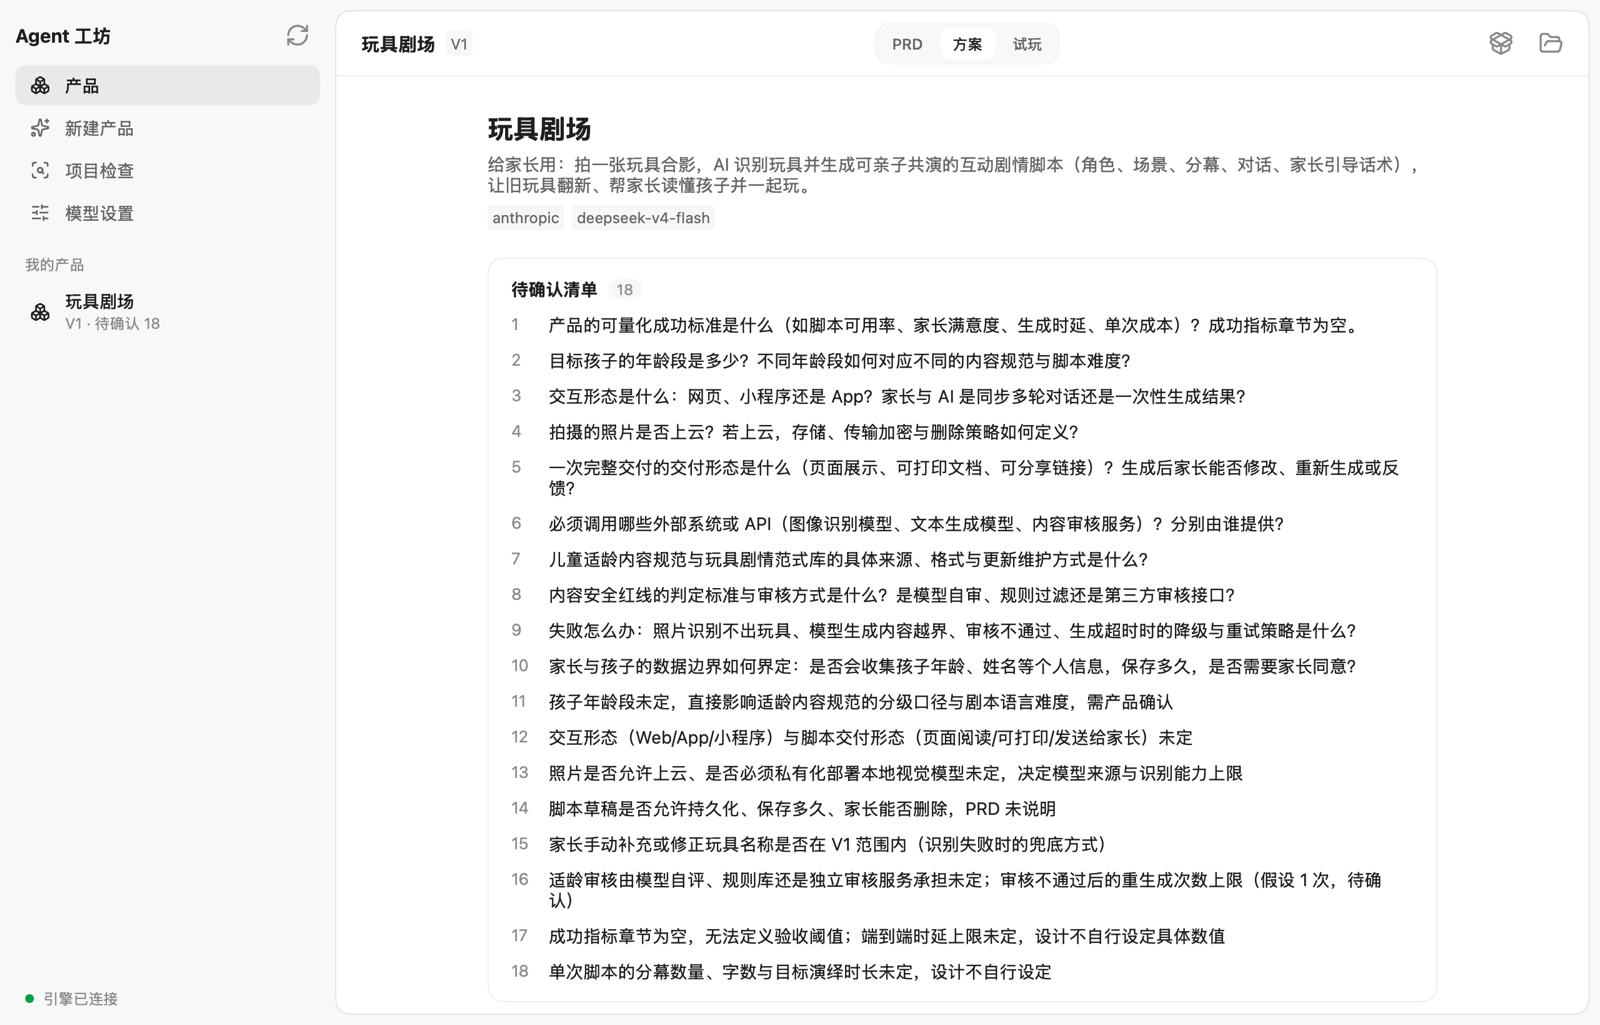 Agent 工坊
产品
新建产品
项目检查
模型设置
我的产品
玩具剧场
V1 · 待确认 18
引擎已连接
玩具剧场 V1
PRD 方案 试玩
玩具剧场
给家长用：拍一张玩具合影，AI 识别玩具并生成可亲子共演的互动剧情脚本（角色、场景、分幕、对话、家长引导话术），
让旧玩具翻新、帮家长读懂孩子并一起玩。
anthropic deepseek-v4-flash
待确认清单 18
1 产品的可量化成功标准是什么（如脚本可用率、家长满意度、生成时延、单次成本）？成功指标章节为空。
2 目标孩子的年龄段是多少？不同年龄段如何对应不同的内容规范与脚本难度？
3 交互形态是什么：网页、小程序还是 App？家长与 AI 是同步多轮对话还是一次性生成结果？
4 拍摄的照片是否上云？若上云，存储、传输加密与删除策略如何定义？
5 一次完整交付的交付形态是什么（页面展示、可打印文档、可分享链接）？生成后家长能否修改、重新生成或反
馈？
6 必须调用哪些外部系统或 API（图像识别模型、文本生成模型、内容审核服务）？分别由谁提供？
7 儿童适龄内容规范与玩具剧情范式库的具体来源、格式与更新维护方式是什么？
8 内容安全红线的判定标准与审核方式是什么？是模型自审、规则过滤还是第三方审核接口？
9 失败怎么办：照片识别不出玩具、模型生成内容越界、审核不通过、生成超时时的降级与重试策略是什么？
10 家长与孩子的数据边界如何界定：是否会收集孩子年龄、姓名等个人信息，保存多久，是否需要家长同意？
11 孩子年龄段未定，直接影响适龄内容规范的分级口径与剧本语言难度，需产品确认
12 交互形态（Web/App/小程序）与脚本交付形态（页面阅读/可打印/发送给家长）未定
13 照片是否允许上云、是否必须私有化部署本地视觉模型未定，决定模型来源与识别能力上限
14 脚本草稿是否允许持久化、保存多久、家长能否删除，PRD 未说明
15 家长手动补充或修正玩具名称是否在 V1 范围内（识别失败时的兜底方式）
16 适龄审核由模型自评、规则库还是独立审核服务承担未定；审核不通过后的重生成次数上限（假设 1 次，待确
认）
17 成功指标章节为空，无法定义验收阈值；端到端时延上限未定，设计不自行设定具体数值
18 单次脚本的分幕数量、字数与目标演绎时长未定，设计不自行设定